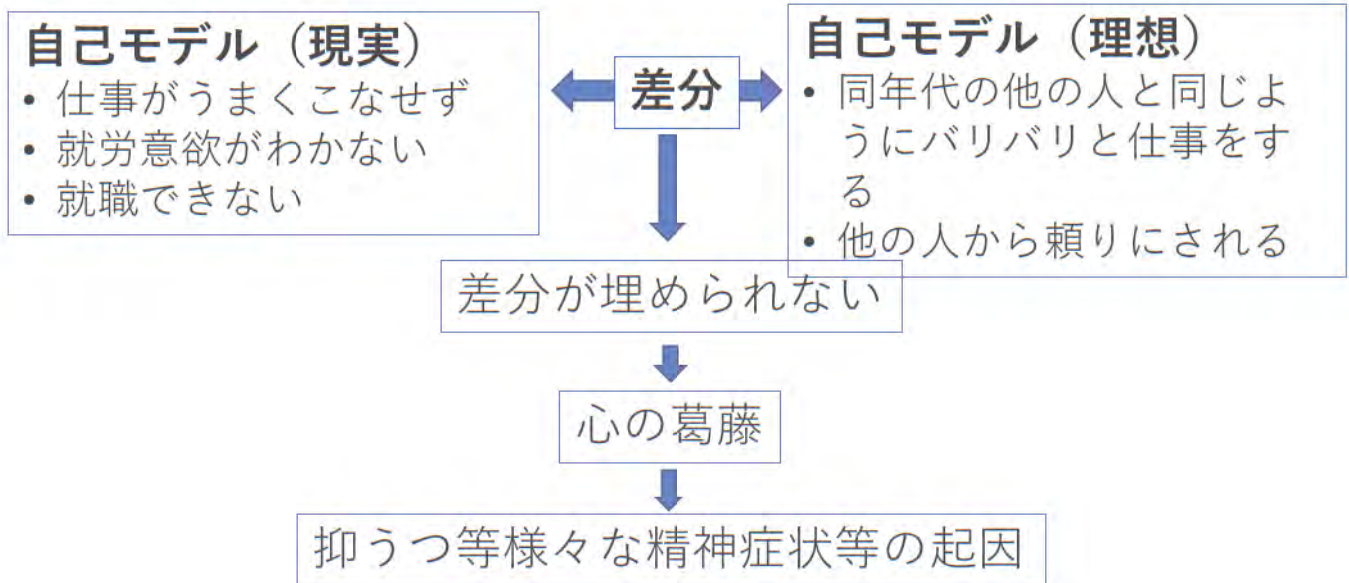 自己モデル（現実）
• 仕事がうまくこなせず
• 就労意欲がわかない
• 就職できない
差分
自己モデル（理想）
• 同年代の他の人と同じよ
うにバリバリと仕事をす
る
• 他の人から頼りにされる
差分が埋められない
心の葛藤
抑うつ等様々な精神症状等の起因